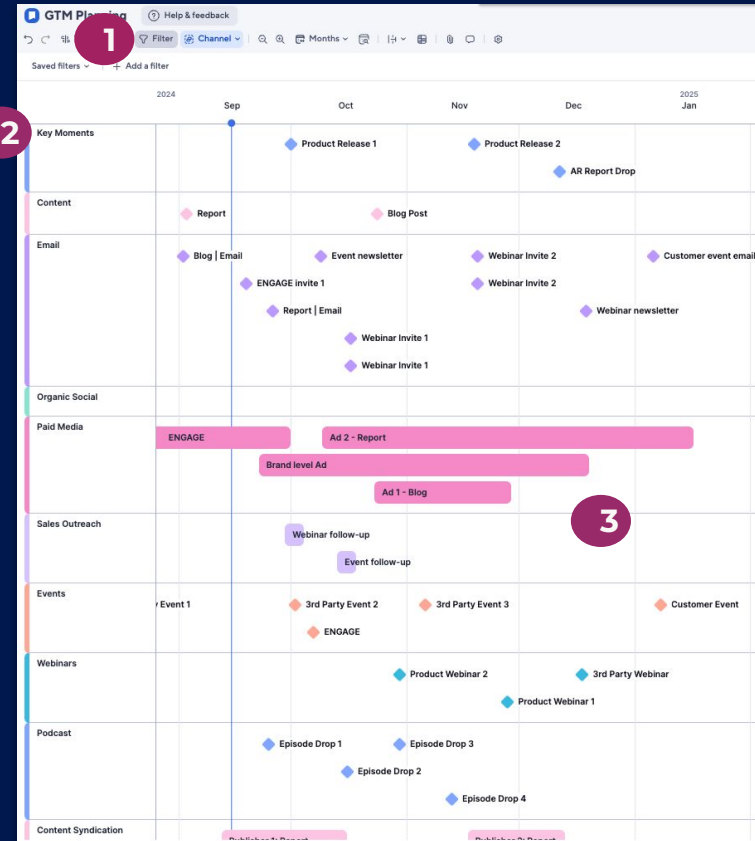 GTM Planning
Help & feedback
1
Filter
Channel
Months
Saved filters
+ Add a filter
2024
2025
Sep
Oct
Nov
Dec
Jan
2
Key Moments
Product Release 1
Product Release 2
AR Report Drop
Content
Report
Blog Post
Email
Blog | Email
Event newsletter
Webinar Invite 2
Customer event email
ENGAGE invite 1
Webinar Invite 2
Report | Email
Webinar newsletter
Webinar Invite 1
Webinar Invite 1
Organic Social
Paid Media
ENGAGE
Ad 2 - Report
Brand level Ad
Ad 1 - Blog
3
Sales Outreach
Webinar follow-up
Event follow-up
Events
Event 1
3rd Party Event 2
3rd Party Event 3
Customer Event
ENGAGE
Webinars
Product Webinar 2
3rd Party Webinar
Product Webinar 1
Podcast
Episode Drop 1
Episode Drop 3
Episode Drop 2
Episode Drop 4
Content Syndication